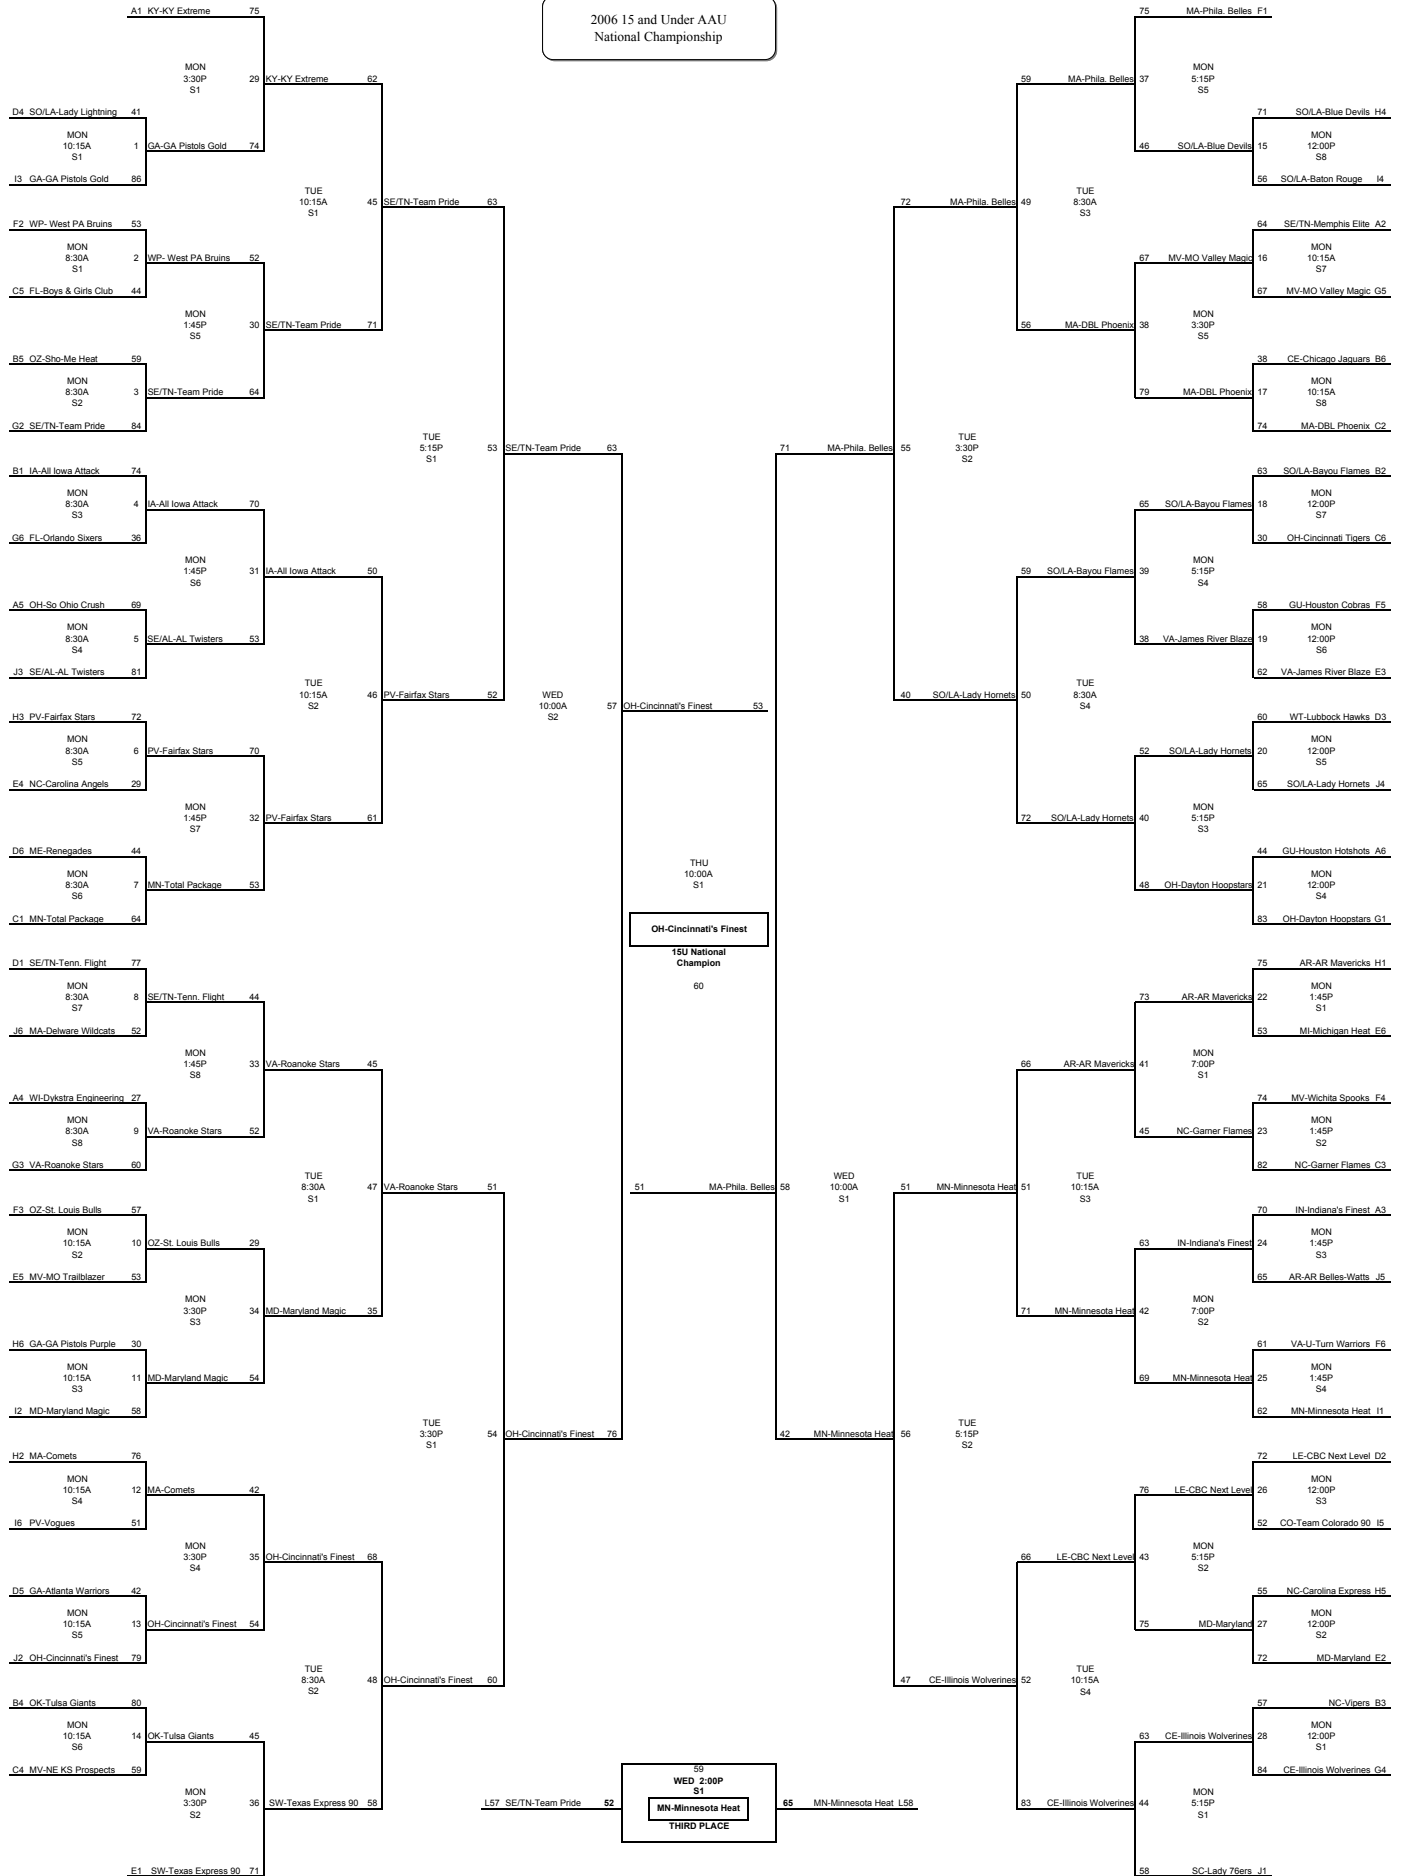 2006 15 and Under AAU
National Championship
A1 KY-KY Extreme 75
MON
3:30P
S1
29 KY-KY Extreme 62
D4 SO/LA-Lady Lightning 41
MON
10:15A
S1
1 GA-GA Pistols Gold 74
I3 GA-GA Pistols Gold 86
TUE
10:15A
S1
45 SE/TN-Team Pride 63
F2 WP- West PA Bruins 53
MON
8:30A
S1
2 WP- West PA Bruins 52
C5 FL-Boys & Girls Club 44
MON
1:45P
S5
30 SE/TN-Team Pride 71
B5 OZ-Sho-Me Heat 59
MON
8:30A
S2
3 SE/TN-Team Pride 64
G2 SE/TN-Team Pride 84
TUE
5:15P
S1
53 SE/TN-Team Pride 63
B1 IA-All Iowa Attack 74
MON
8:30A
S3
4 IA-All Iowa Attack 70
G6 FL-Orlando Sixers 36
MON
1:45P
S6
31 IA-All Iowa Attack 50
A5 OH-So Ohio Crush 69
MON
8:30A
S4
5 SE/AL-AL Twisters 53
J3 SE/AL-AL Twisters 81
TUE
10:15A
S2
46 PV-Fairfax Stars 52
H3 PV-Fairfax Stars 72
MON
8:30A
S5
6 PV-Fairfax Stars 70
E4 NC-Carolina Angels 29
MON
1:45P
S7
32 PV-Fairfax Stars 61
D6 ME-Renegades 44
MON
8:30A
S6
7 MN-Total Package 53
C1 MN-Total Package 64
WED
10:00A
S2
57 OH-Cincinnati's Finest 53
D1 SE/TN-Tenn. Flight 77
MON
8:30A
S7
8 SE/TN-Tenn. Flight 44
J6 MA-Delware Wildcats 52
MON
1:45P
S8
33 VA-Roanoke Stars 45
A4 WI-Dykstra Engineering 27
MON
8:30A
S8
9 VA-Roanoke Stars 52
G3 VA-Roanoke Stars 60
TUE
8:30A
S1
47 VA-Roanoke Stars 51
F3 OZ-St. Louis Bulls 57
MON
10:15A
S2
10 OZ-St. Louis Bulls 29
E5 MV-MO Trailblazer 53
MON
3:30P
S3
34 MD-Maryland Magic 35
H6 GA-GA Pistols Purple 30
MON
10:15A
S3
11 MD-Maryland Magic 54
I2 MD-Maryland Magic 58
TUE
3:30P
S1
54 OH-Cincinnati's Finest 76
H2 MA-Comets 76
MON
10:15A
S4
12 MA-Comets 42
I6 PV-Vogues 51
MON
3:30P
S4
35 OH-Cincinnati's Finest 68
D5 GA-Atlanta Warriors 42
MON
10:15A
S5
13 OH-Cincinnati's Finest 54
J2 OH-Cincinnati's Finest 79
TUE
8:30A
S2
48 OH-Cincinnati's Finest 60
B4 OK-Tulsa Giants 80
MON
10:15A
S6
14 OK-Tulsa Giants 45
C4 MV-NE KS Prospects 59
MON
3:30P
S2
36 SW-Texas Express 90 58
E1 SW-Texas Express 90 71
THU
10:00A
S1
OH-Cincinnati's Finest
15U National
Champion
60
51 MA-Phila. Belles 58
WED
10:00A
S1
75 MA-Phila. Belles F1
MON
5:15P
S5
59 MA-Phila. Belles 37
71 SO/LA-Blue Devils H4
MON
12:00P
S8
46 SO/LA-Blue Devils 15
56 SO/LA-Baton Rouge I4
TUE
8:30A
S3
72 MA-Phila. Belles 49
64 SE/TN-Memphis Elite A2
MON
10:15A
S7
67 MV-MO Valley Magic 16
67 MV-MO Valley Magic G5
MON
3:30P
S5
56 MA-DBL Phoenix 38
38 CE-Chicago Jaguars B6
MON
10:15A
S8
79 MA-DBL Phoenix 17
74 MA-DBL Phoenix C2
TUE
3:30P
S2
71 MA-Phila. Belles 55
63 SO/LA-Bayou Flames B2
MON
12:00P
S7
65 SO/LA-Bayou Flames 18
30 OH-Cincinnati Tigers C6
MON
5:15P
S4
59 SO/LA-Bayou Flames 39
58 GU-Houston Cobras F5
MON
12:00P
S6
38 VA-James River Blaze 19
62 VA-James River Blaze E3
TUE
8:30A
S4
40 SO/LA-Lady Hornets 50
60 WT-Lubbock Hawks D3
MON
12:00P
S5
52 SO/LA-Lady Hornets 20
65 SO/LA-Lady Hornets J4
MON
5:15P
S3
72 SO/LA-Lady Hornets 40
44 GU-Houston Hotshots A6
MON
12:00P
S4
48 OH-Dayton Hoopstars 21
83 OH-Dayton Hoopstars G1
75 AR-AR Mavericks H1
MON
1:45P
S1
73 AR-AR Mavericks 22
53 MI-Michigan Heat E6
MON
7:00P
S1
66 AR-AR Mavericks 41
74 MV-Wichita Spooks F4
MON
1:45P
S2
45 NC-Garner Flames 23
82 NC-Garner Flames C3
TUE
10:15A
S3
51 MN-Minnesota Heat 51
70 IN-Indiana's Finest A3
MON
1:45P
S3
63 IN-Indiana's Finest 24
65 AR-AR Belles-Watts J5
MON
7:00P
S2
71 MN-Minnesota Heat 42
61 VA-U-Turn Warriors F6
MON
1:45P
S4
69 MN-Minnesota Heat 25
62 MN-Minnesota Heat I1
TUE
5:15P
S2
42 MN-Minnesota Heat 56
72 LE-CBC Next Level D2
MON
12:00P
S3
76 LE-CBC Next Level 26
52 CO-Team Colorado 90 I5
MON
5:15P
S2
66 LE-CBC Next Level 43
55 NC-Carolina Express H5
MON
12:00P
S2
75 MD-Maryland 27
72 MD-Maryland E2
TUE
10:15A
S4
47 CE-Illinois Wolverines 52
57 NC-Vipers B3
MON
12:00P
S1
63 CE-Illinois Wolverines 28
84 CE-Illinois Wolverines G4
MON
5:15P
S1
83 CE-Illinois Wolverines 44
58 SC-Lady 76ers J1
59
WED 2:00P
S1
L57 SE/TN-Team Pride 52
MN-Minnesota Heat
65 MN-Minnesota Heat L58
THIRD PLACE